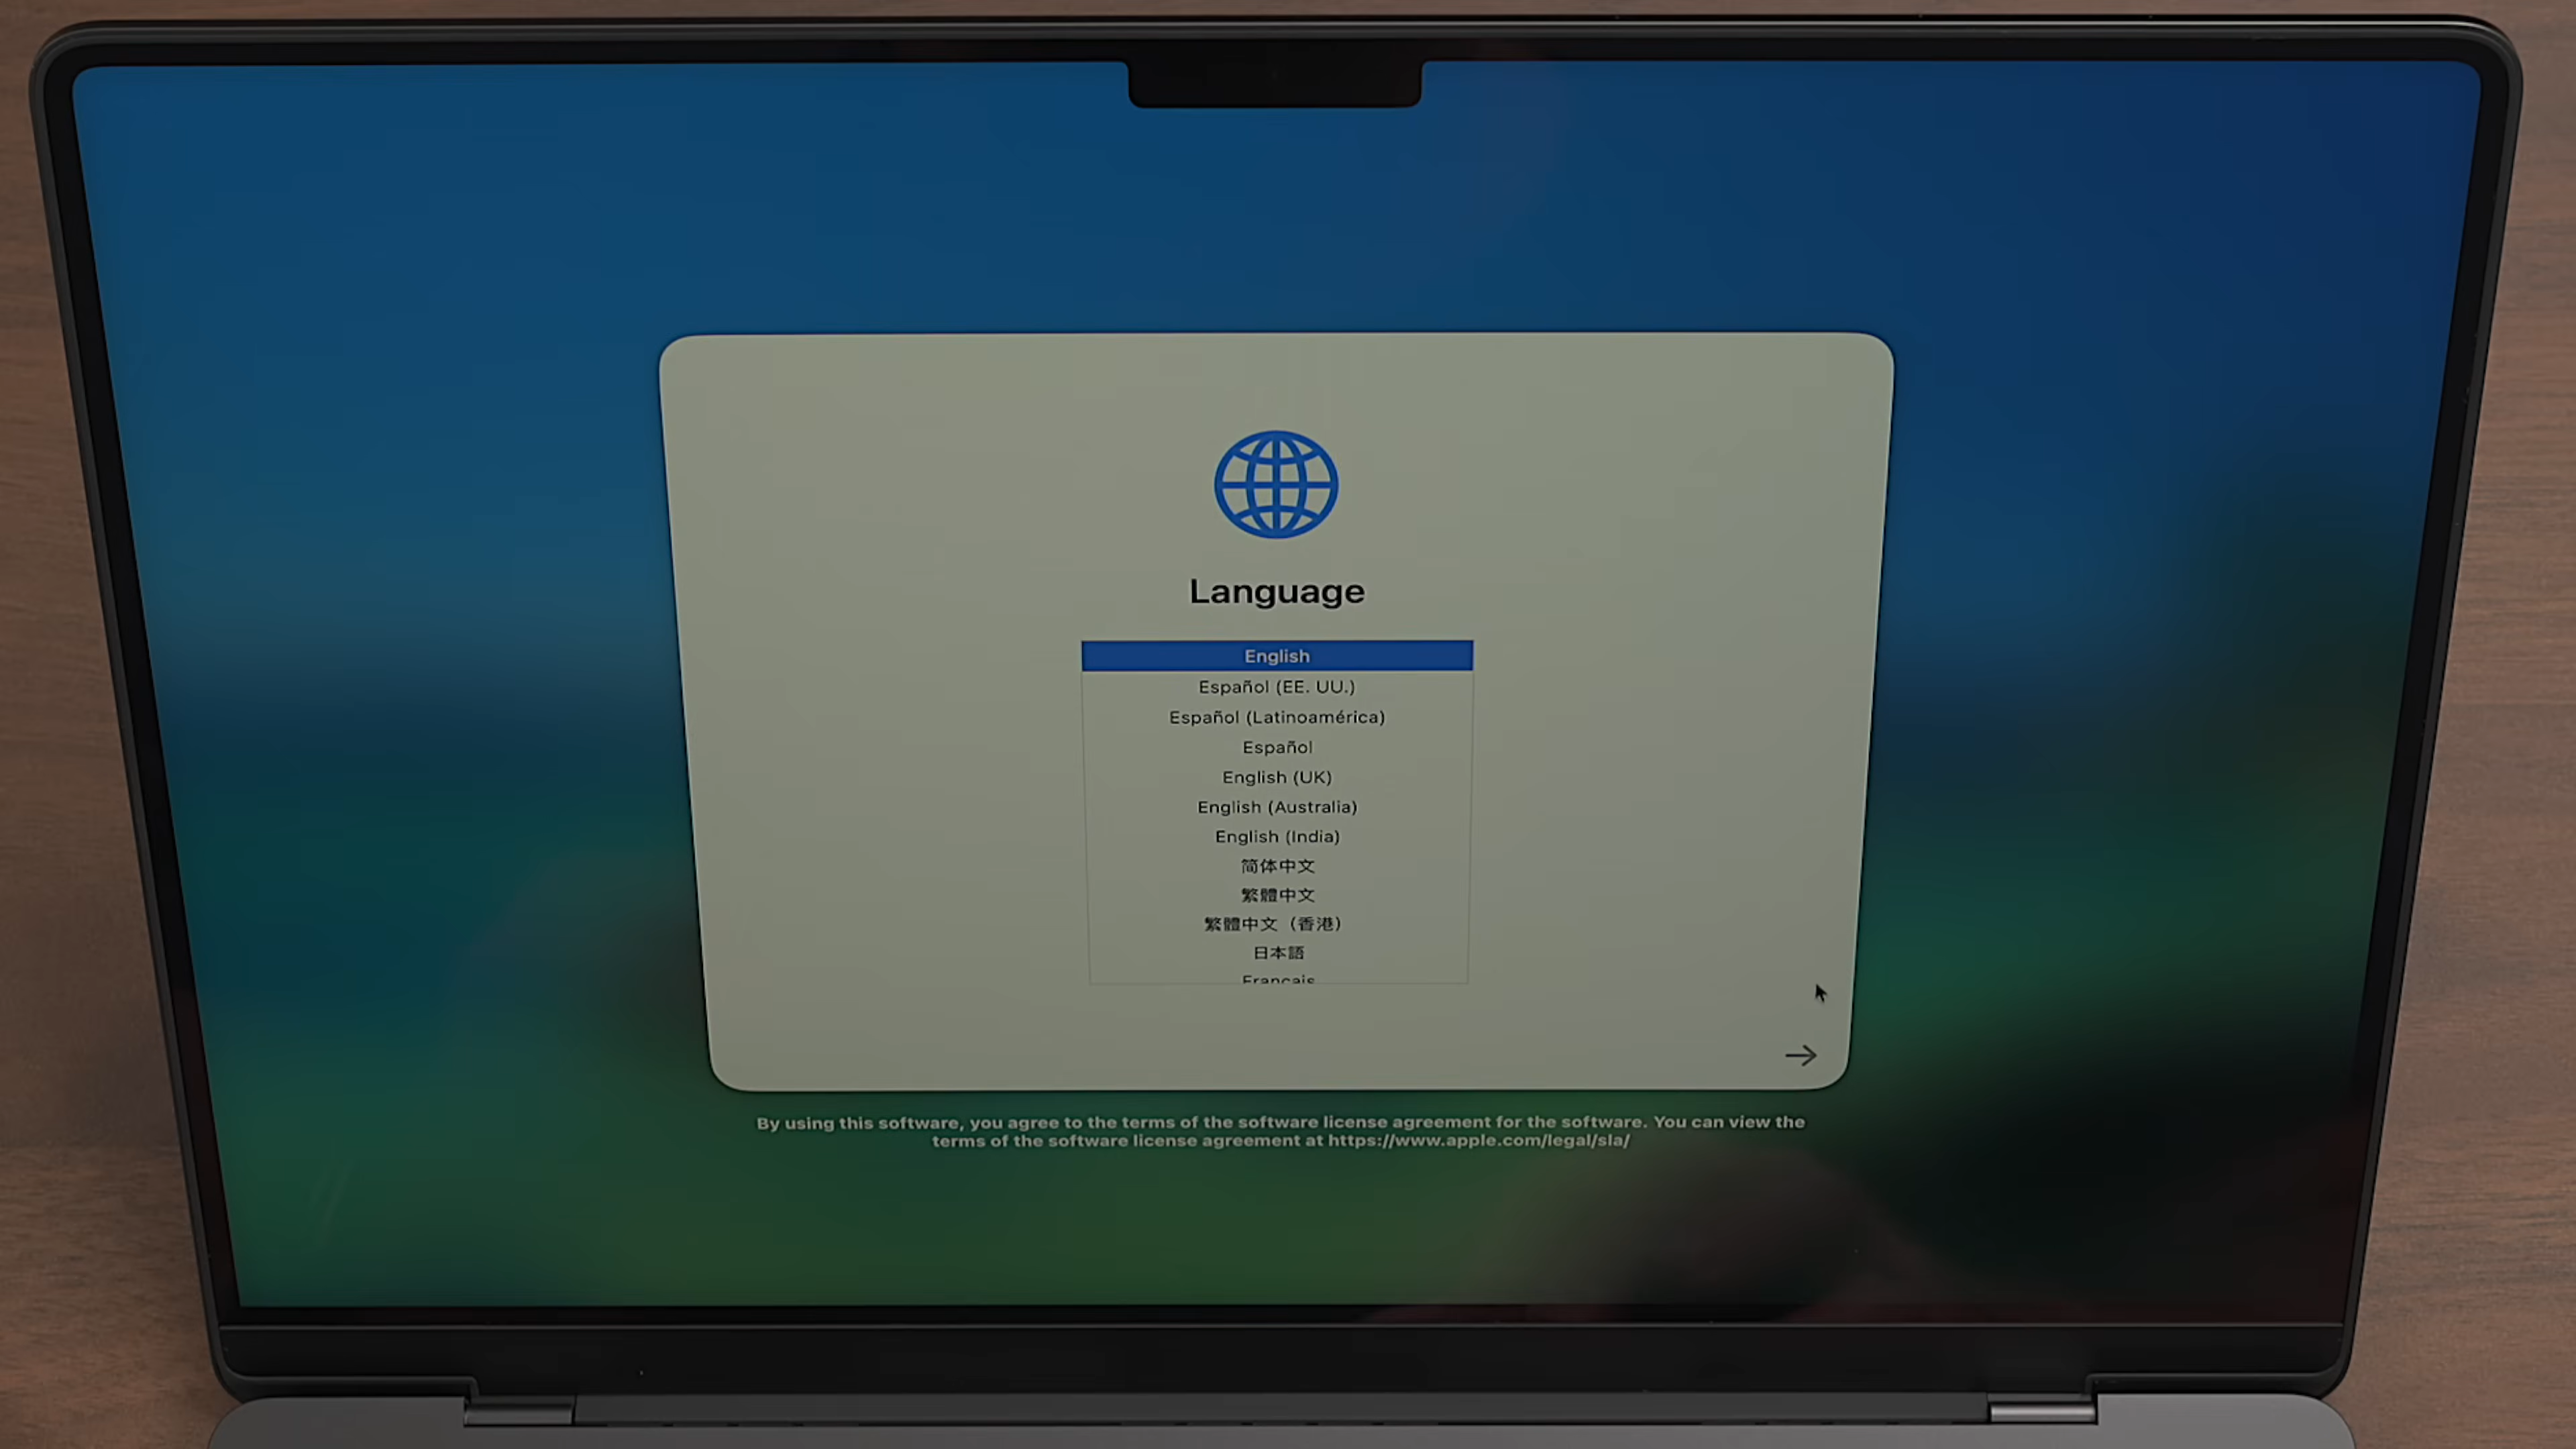 Language
English
Español (EE. UU.)
Español (Latinoamérica)
Español
English (UK)
English (Australia)
English (India)
简体中文
繁體中文
繁體中文（香港）
日本語
Français
By using this software, you agree to the terms of the software license agreement for the software. You can view the
terms of the software license agreement at https://www.apple.com/legal/sla/